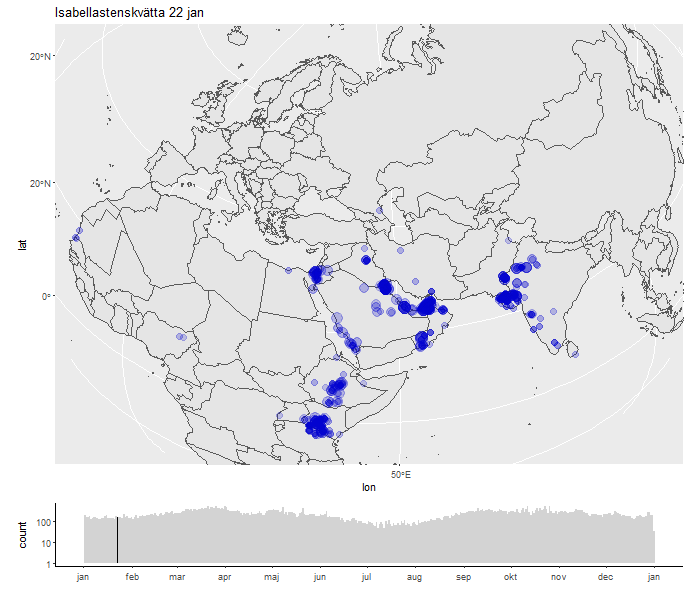 Isabellastenskvätta 22 jan
20°N
20°N
lat
0°
50°E
lon
count
100
10
1
jan
feb
mar
apr
maj
jun
jul
aug
sep
okt
nov
dec
jan